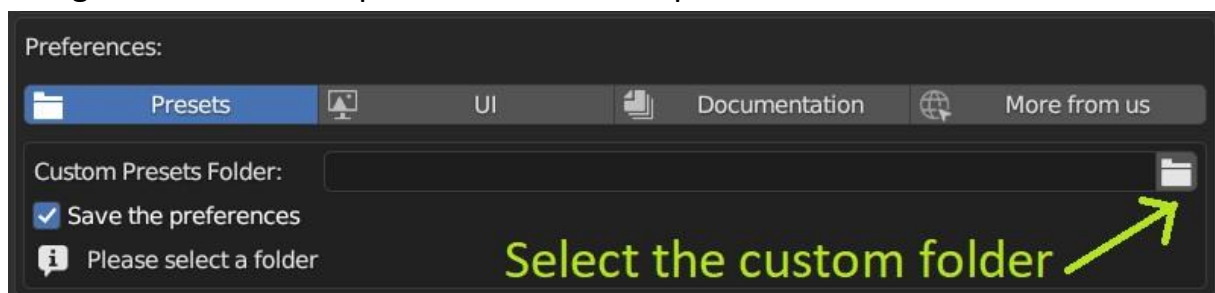 Preferences:
Presets UI Documentation More from us
Custom Presets Folder:
Save the preferences
Please select a folder
Select the custom folder